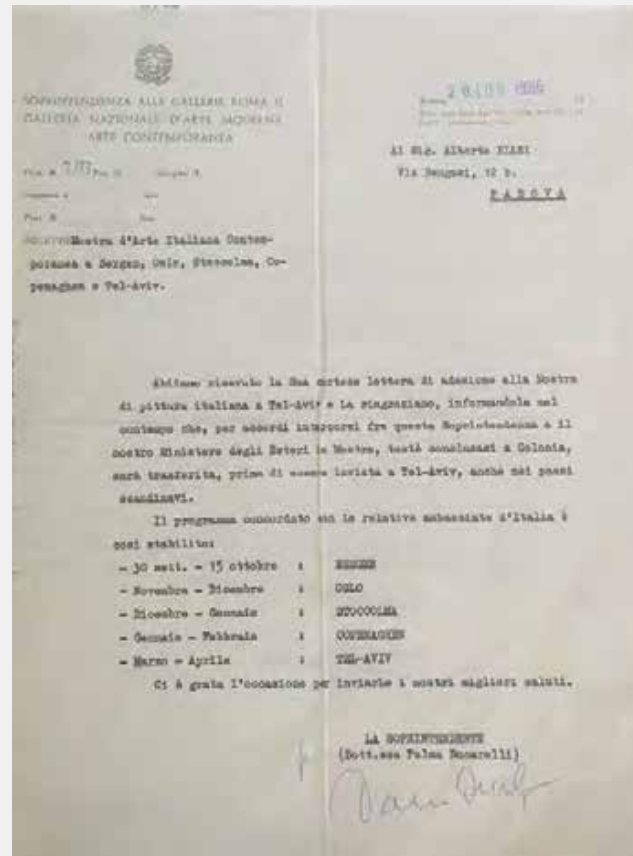 SOPRINTENDENZA ALLE GALLERIE ROMA II
GALLERIA NAZIONALE D'ARTE MODERNA
ARTE CONTEMPORANEA
Al Sig. Alberto BIASI
Via Bengasi, 12 b.
PADOVA
Mostra d'Arte Italiana Contem-
poranea a Bergen, Oslo, Stoccolma, Co-
penaghen e Tel-Aviv.
Abbiamo ricevuto la Sua cortese lettera di adesione alla Mostra
di pittura italiana a Tel-Aviv e La ringraziamo, informandola nel
contempo che, per accordi intercorsi fra questa Soprintendenza e il
nostro Ministero degli Esteri la Mostra, testè conclusasi a Colonia,
sarà trasferita, prima di essere inviata a Tel-Aviv, anche nei paesi
scandinavi.
Il programma concordato con le relative ambasciate d'Italia è
così stabilito:
- 30 sett. - 15 ottobre : BERGEN
- Novembre - Dicembre : OSLO
- Dicembre - Gennaio : STOCCOLMA
- Gennaio - Febbraio : COPENAGHEN
- Marzo - Aprile : TEL-AVIV
Ci è grata l'occasione per inviarLe i nostri migliori saluti.
LA SOPRINTENDENTE
(Dott.ssa Palma Bucarelli)